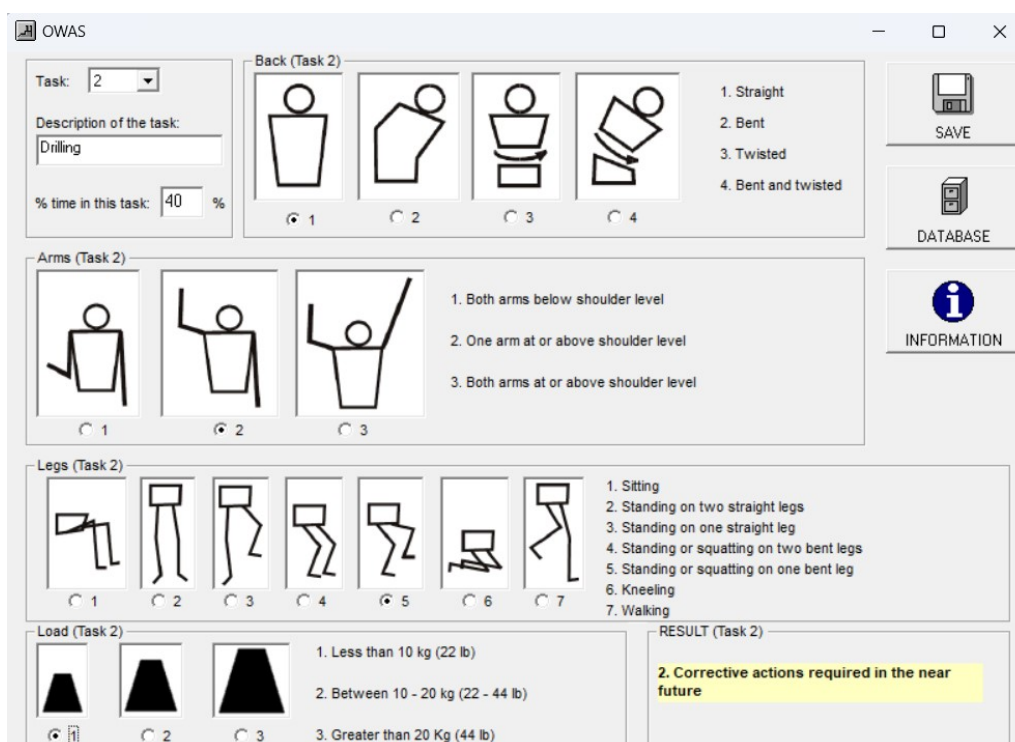 OWAS
Task: 2
Description of the task:
Drilling
% time in this task: 40 %
Back (Task 2)
1. Straight
2. Bent
3. Twisted
4. Bent and twisted
1 2 3 4
SAVE
DATABASE
INFORMATION
Arms (Task 2)
1. Both arms below shoulder level
2. One arm at or above shoulder level
3. Both arms at or above shoulder level
1 2 3
Legs (Task 2)
1. Sitting
2. Standing on two straight legs
3. Standing on one straight leg
4. Standing or squatting on two bent legs
5. Standing or squatting on one bent leg
6. Kneeling
7. Walking
1 2 3 4 5 6 7
Load (Task 2)
1. Less than 10 kg (22 lb)
2. Between 10 - 20 kg (22 - 44 lb)
3. Greater than 20 Kg (44 lb)
1 2 3
RESULT (Task 2)
2. Corrective actions required in the near
future